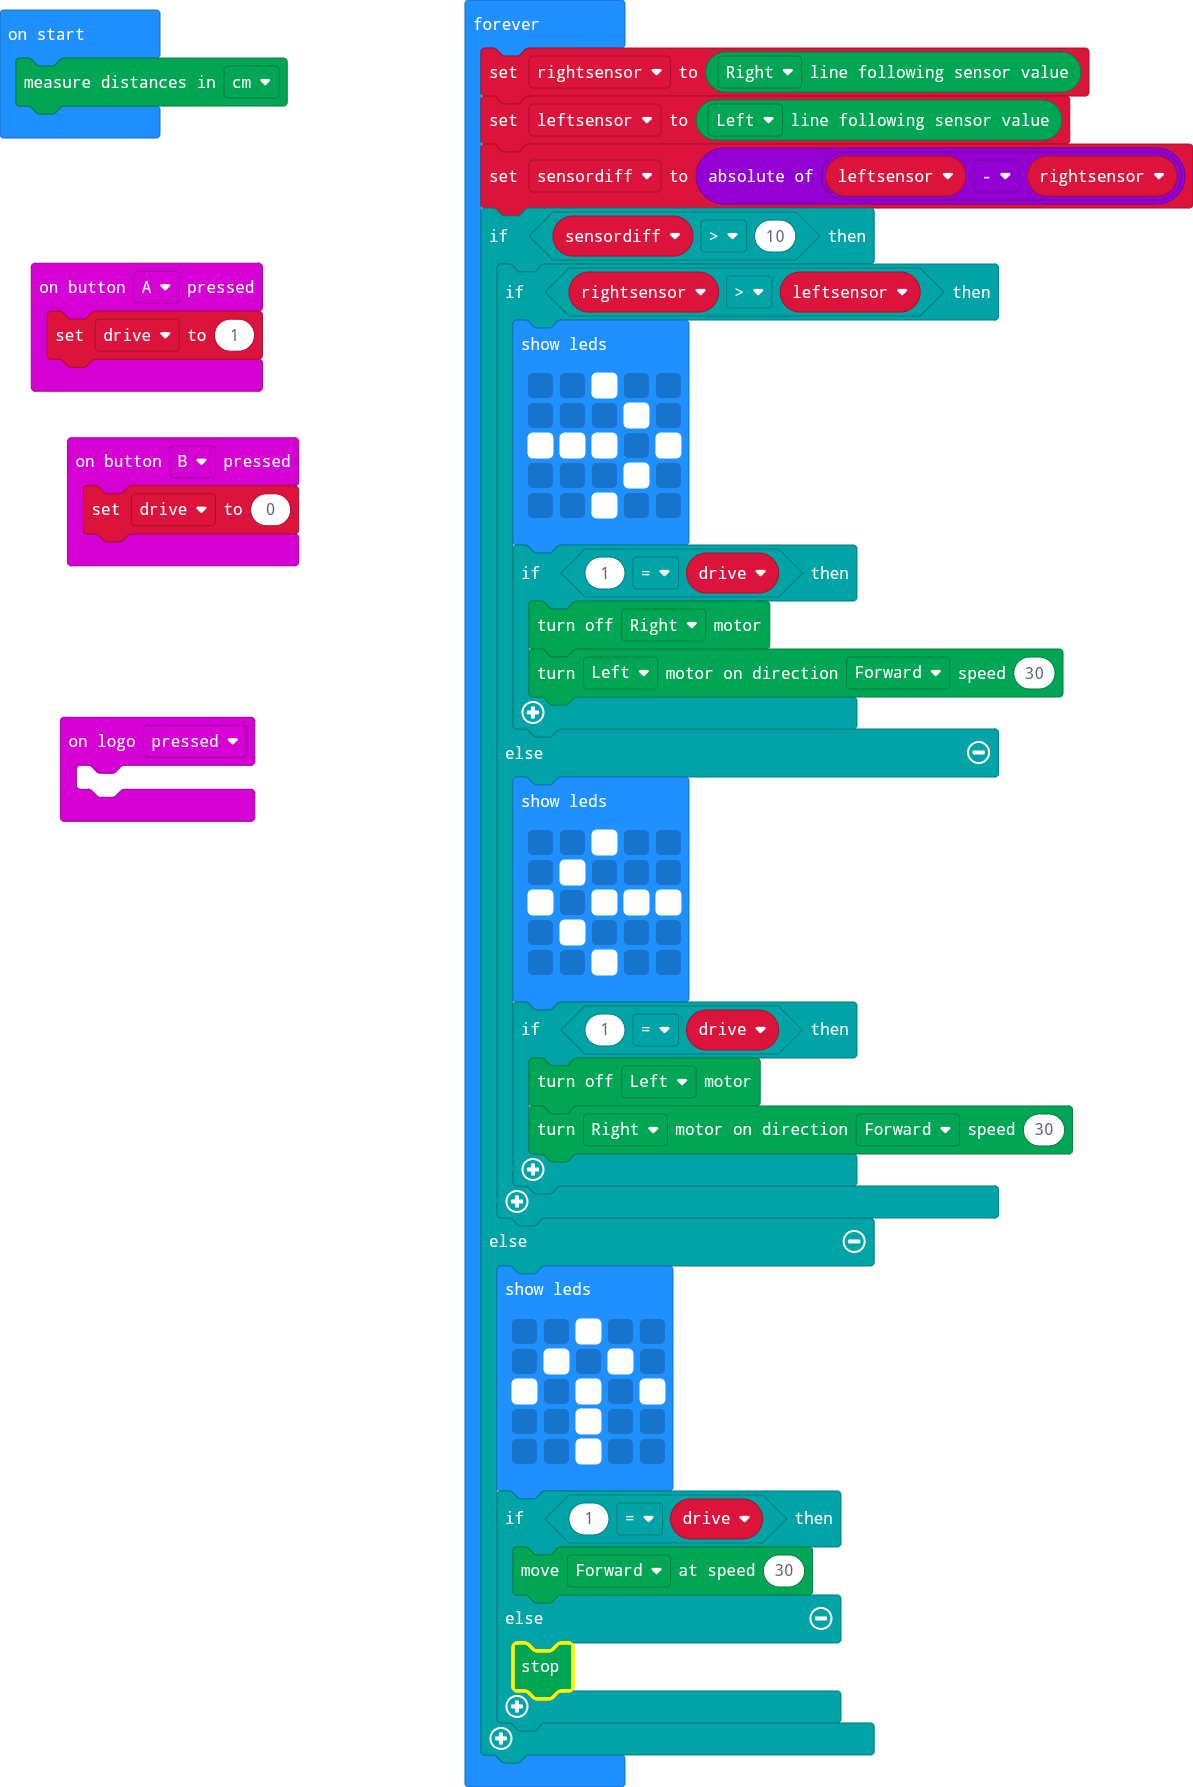 on start
measure distances in cm
on button A pressed
set drive to 1
on button B pressed
set drive to 0
on logo pressed
forever
set rightsensor to Right line following sensor value
set leftsensor to Left line following sensor value
set sensordiff to absolute of leftsensor - rightsensor
if sensordiff > 10 then
if rightsensor > leftsensor then
show leds
if 1 = drive then
turn off Right motor
turn Left motor on direction Forward speed 30
else
show leds
if 1 = drive then
turn off Left motor
turn Right motor on direction Forward speed 30
else
show leds
if 1 = drive then
move Forward at speed 30
else
stop